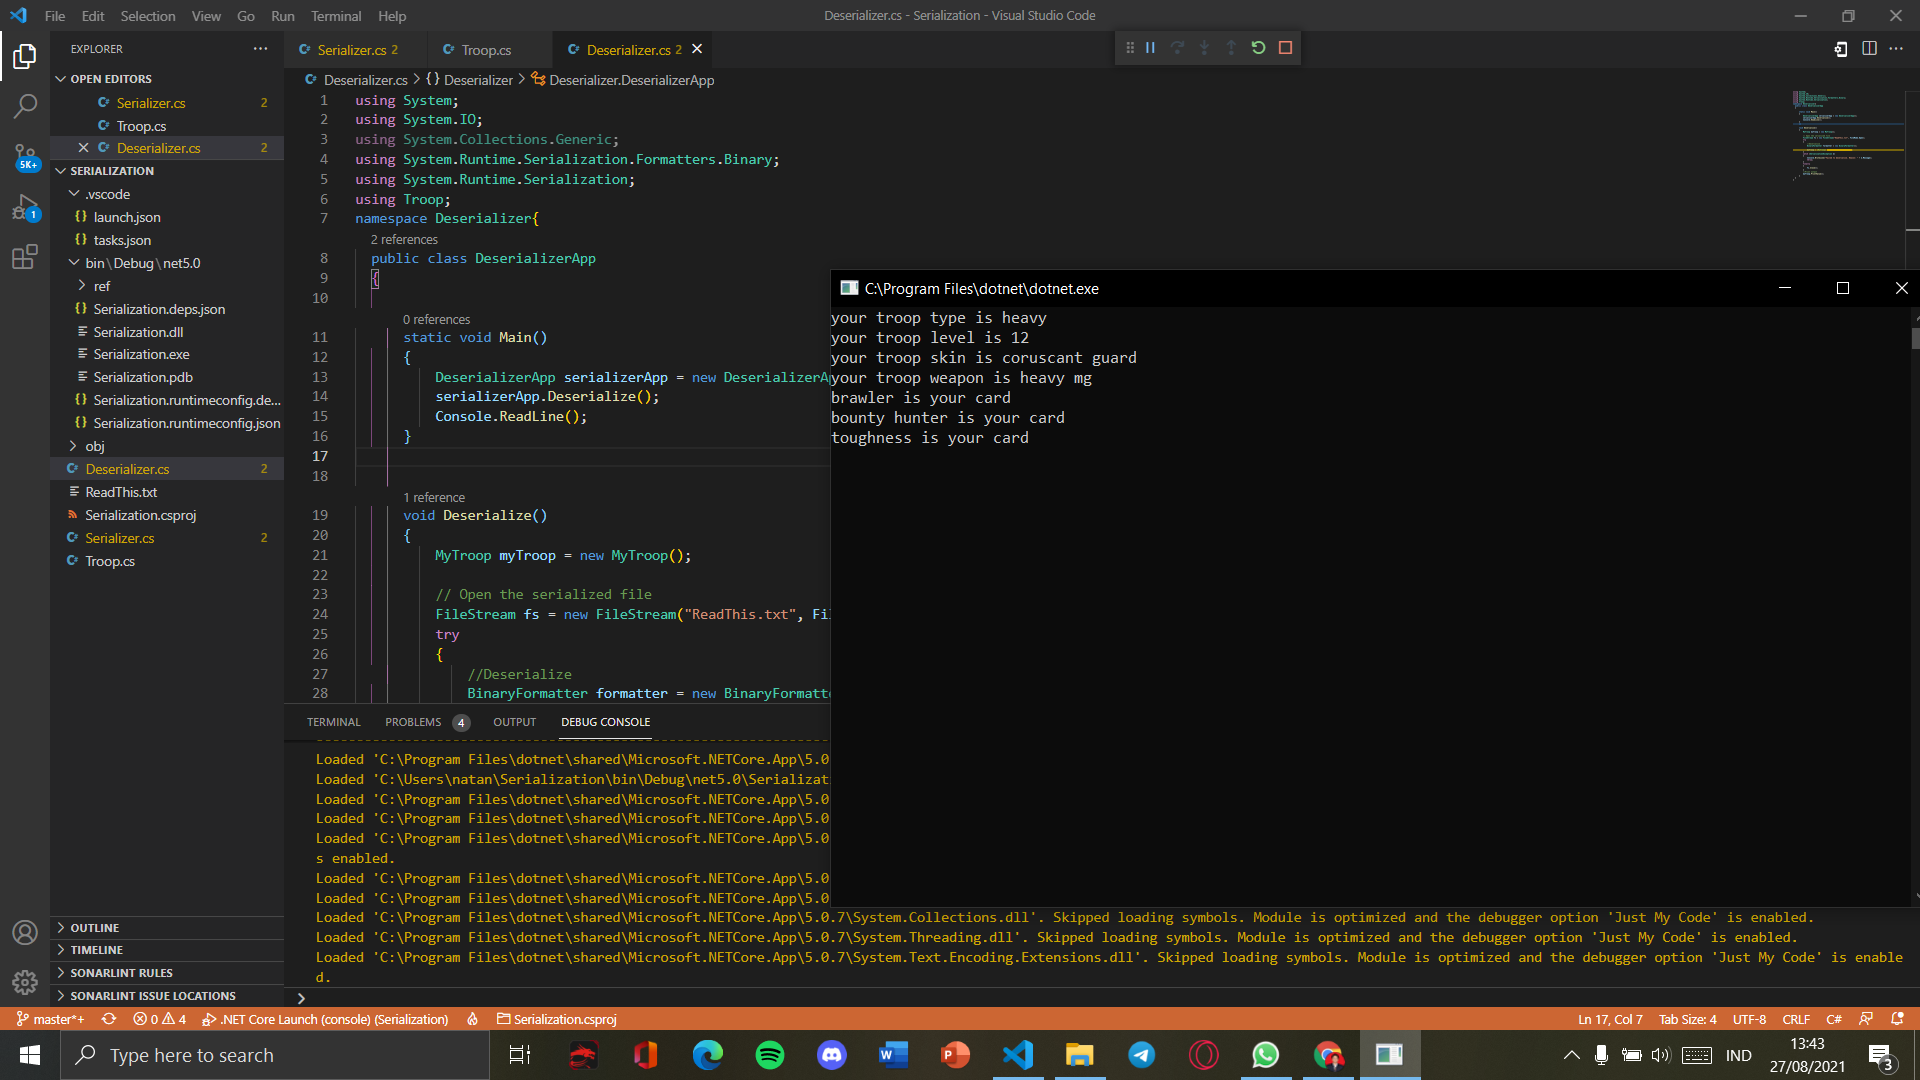 File Edit Selection View Go Run Terminal Help
Deserializer.cs - Serialization - Visual Studio Code
EXPLORER
OPEN EDITORS
Serializer.cs 2
Troop.cs
Deserializer.cs 2
SERIALIZATION
.vscode
launch.json
tasks.json
bin\Debug\net5.0
ref
Serialization.deps.json
Serialization.dll
Serialization.exe
Serialization.pdb
Serialization.runtimeconfig.de...
Serialization.runtimeconfig.json
obj
Deserializer.cs 2
ReadThis.txt
Serialization.csproj
Serializer.cs 2
Troop.cs
OUTLINE
TIMELINE
SONARLINT RULES
SONARLINT ISSUE LOCATIONS
5K+
1
Serializer.cs 2 Troop.cs Deserializer.cs 2
Deserializer.cs > {} Deserializer > Deserializer.DeserializerApp
1 using System;
2 using System.IO;
3 using System.Collections.Generic;
4 using System.Runtime.Serialization.Formatters.Binary;
5 using System.Runtime.Serialization;
6 using Troop;
7 namespace Deserializer{
2 references
8 public class DeserializerApp
9 {
10
0 references
11 static void Main()
12 {
13 DeserializerApp serializerApp = new DeserializerA
14 serializerApp.Deserialize();
15 Console.ReadLine();
16 }
17
18
1 reference
19 void Deserialize()
20 {
21 MyTroop myTroop = new MyTroop();
22
23 // Open the serialized file
24 FileStream fs = new FileStream("ReadThis.txt", Fi
25 try
26 {
27 //Deserialize
28 BinaryFormatter formatter = new BinaryFormatt
C:\Program Files\dotnet\dotnet.exe
your troop type is heavy
your troop level is 12
your troop skin is coruscant guard
your troop weapon is heavy mg
brawler is your card
bounty hunter is your card
toughness is your card
TERMINAL PROBLEMS 4 OUTPUT DEBUG CONSOLE
Loaded 'C:\Program Files\dotnet\shared\Microsoft.NETCore.App\5.0
Loaded 'C:\Users\natan\Serialization\bin\Debug\net5.0\Serializat
Loaded 'C:\Program Files\dotnet\shared\Microsoft.NETCore.App\5.0
Loaded 'C:\Program Files\dotnet\shared\Microsoft.NETCore.App\5.0
Loaded 'C:\Program Files\dotnet\shared\Microsoft.NETCore.App\5.0
s enabled.
Loaded 'C:\Program Files\dotnet\shared\Microsoft.NETCore.App\5.0
Loaded 'C:\Program Files\dotnet\shared\Microsoft.NETCore.App\5.0
Loaded 'C:\Program Files\dotnet\shared\Microsoft.NETCore.App\5.0.7\System.Collections.dll'. Skipped loading symbols. Module is optimized and the debugger option 'Just My Code' is enabled.
Loaded 'C:\Program Files\dotnet\shared\Microsoft.NETCore.App\5.0.7\System.Threading.dll'. Skipped loading symbols. Module is optimized and the debugger option 'Just My Code' is enabled.
Loaded 'C:\Program Files\dotnet\shared\Microsoft.NETCore.App\5.0.7\System.Text.Encoding.Extensions.dll'. Skipped loading symbols. Module is optimized and the debugger option 'Just My Code' is enable
d.
master*+ 0 4 .NET Core Launch (console) (Serialization) Serialization.csproj
Ln 17, Col 7 Tab Size: 4 UTF-8 CRLF C#
Type here to search
IND
13:43
27/08/2021
3